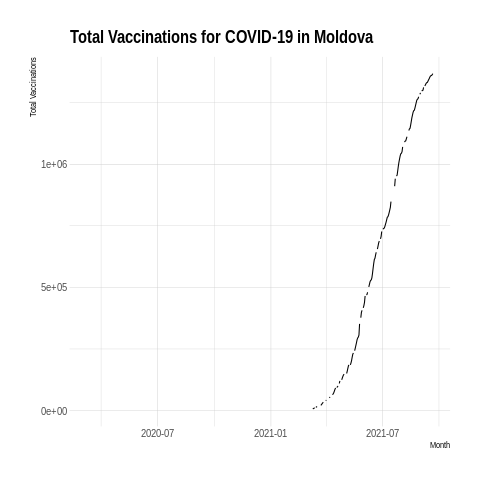 Total Vaccinations for COVID-19 in Moldova
Total Vaccinations
1e+06
5e+05
0e+00
2020-07 2021-01 2021-07
Month